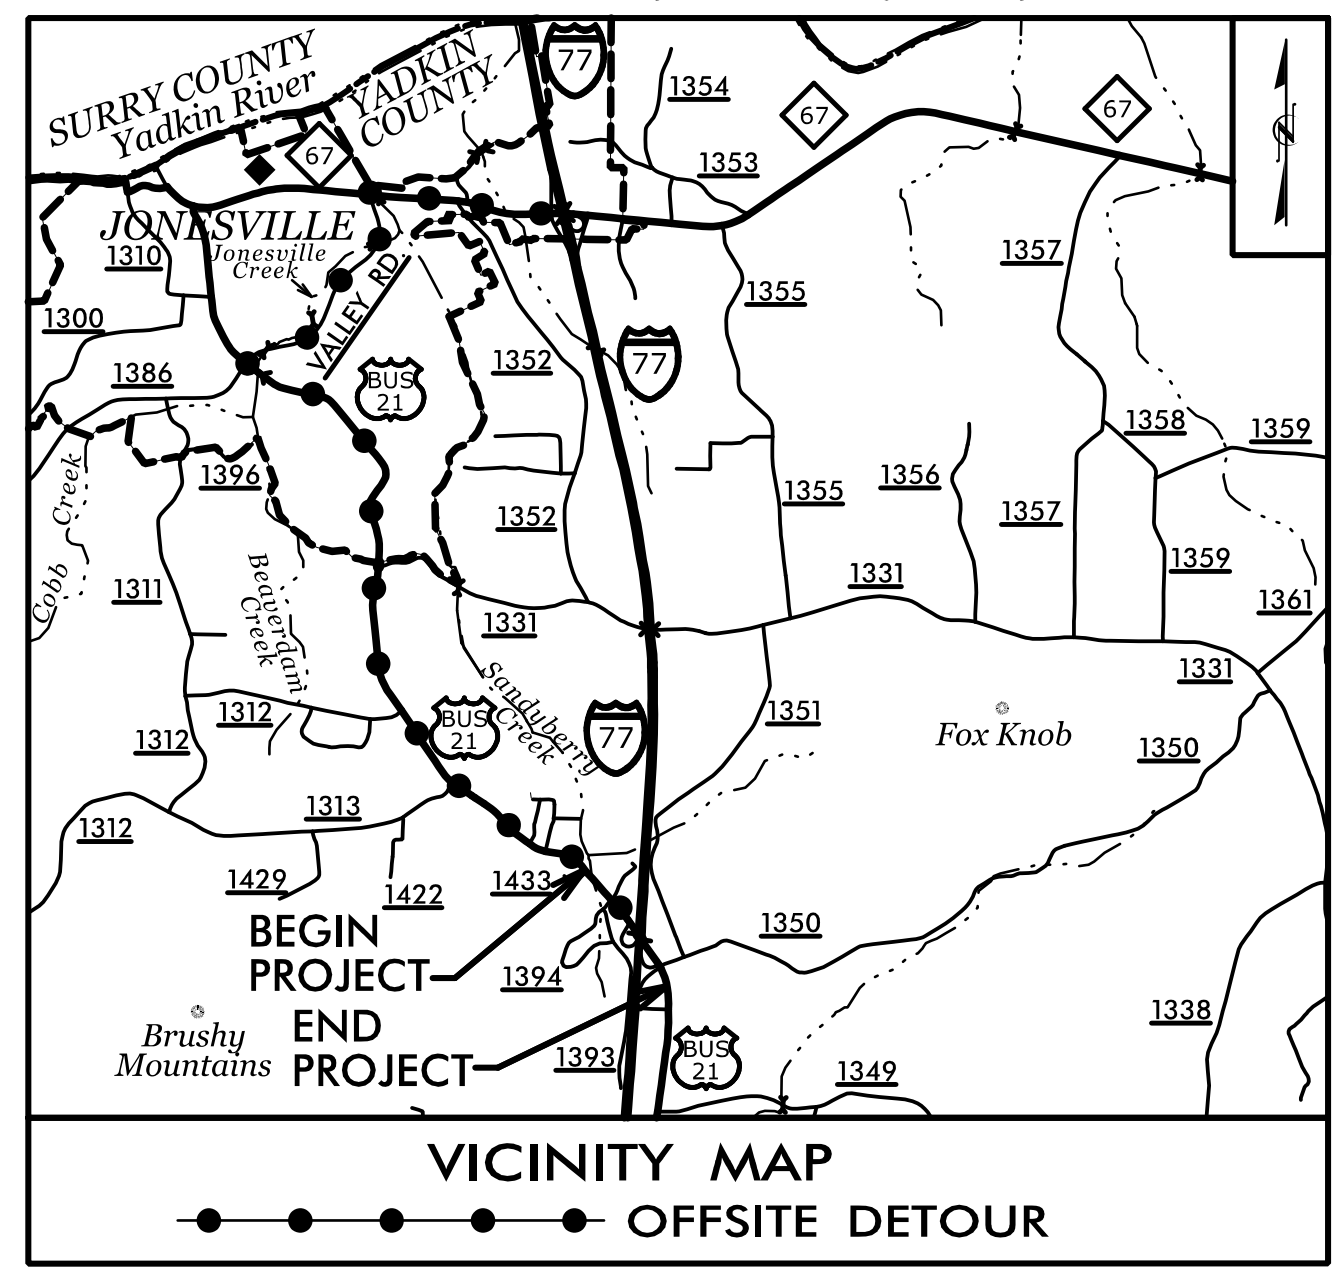 SURRY COUNTY
Yadkin River
YADKIN
COUNTY
77
1354
67
67
67
1353
N
JONESVILLE
Jonesville
Creek
1310
VALLEY RD.
1357
1355
1300
1386
BUS
21
1352
77
1358
1359
1396
Cobb Creek
1352
1355
1356
1357
1359
1311
Beaverdam
Creek
1331
1331
1361
1331
Sandyberry
Creek
1312
1312
BUS
21
77
1351
Fox Knob
1350
1313
1312
1429
1422
1433
BEGIN
PROJECT
1350
1394
END
PROJECT
1393
Brushy
Mountains
BUS
21
1338
1349
VICINITY MAP
OFFSITE DETOUR